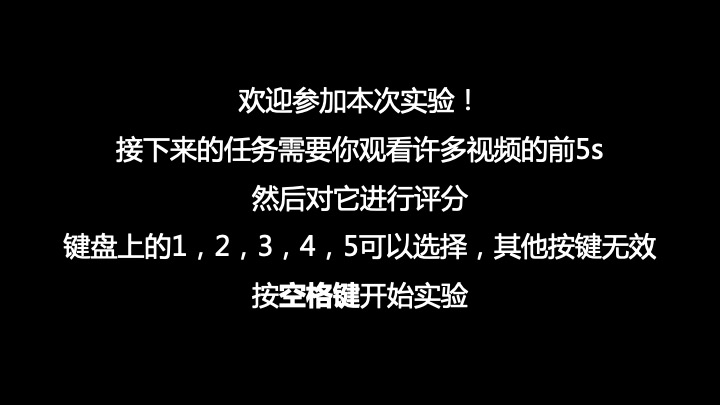 欢迎参加本次实验！
接下来的任务需要你观看许多视频的前5s
然后对它进行评分
键盘上的1，2，3，4，5可以选择，其他按键无效
按空格键开始实验